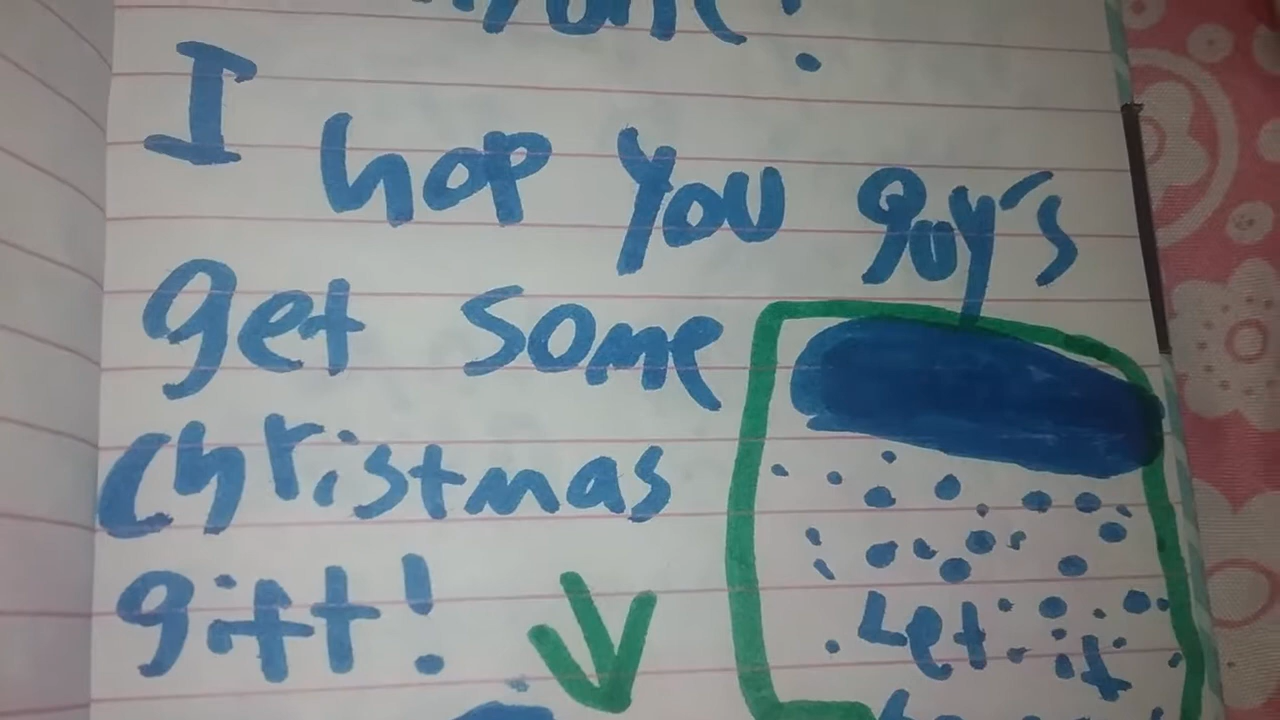 I hop you guy's
get some
christmas
gift!
Let it